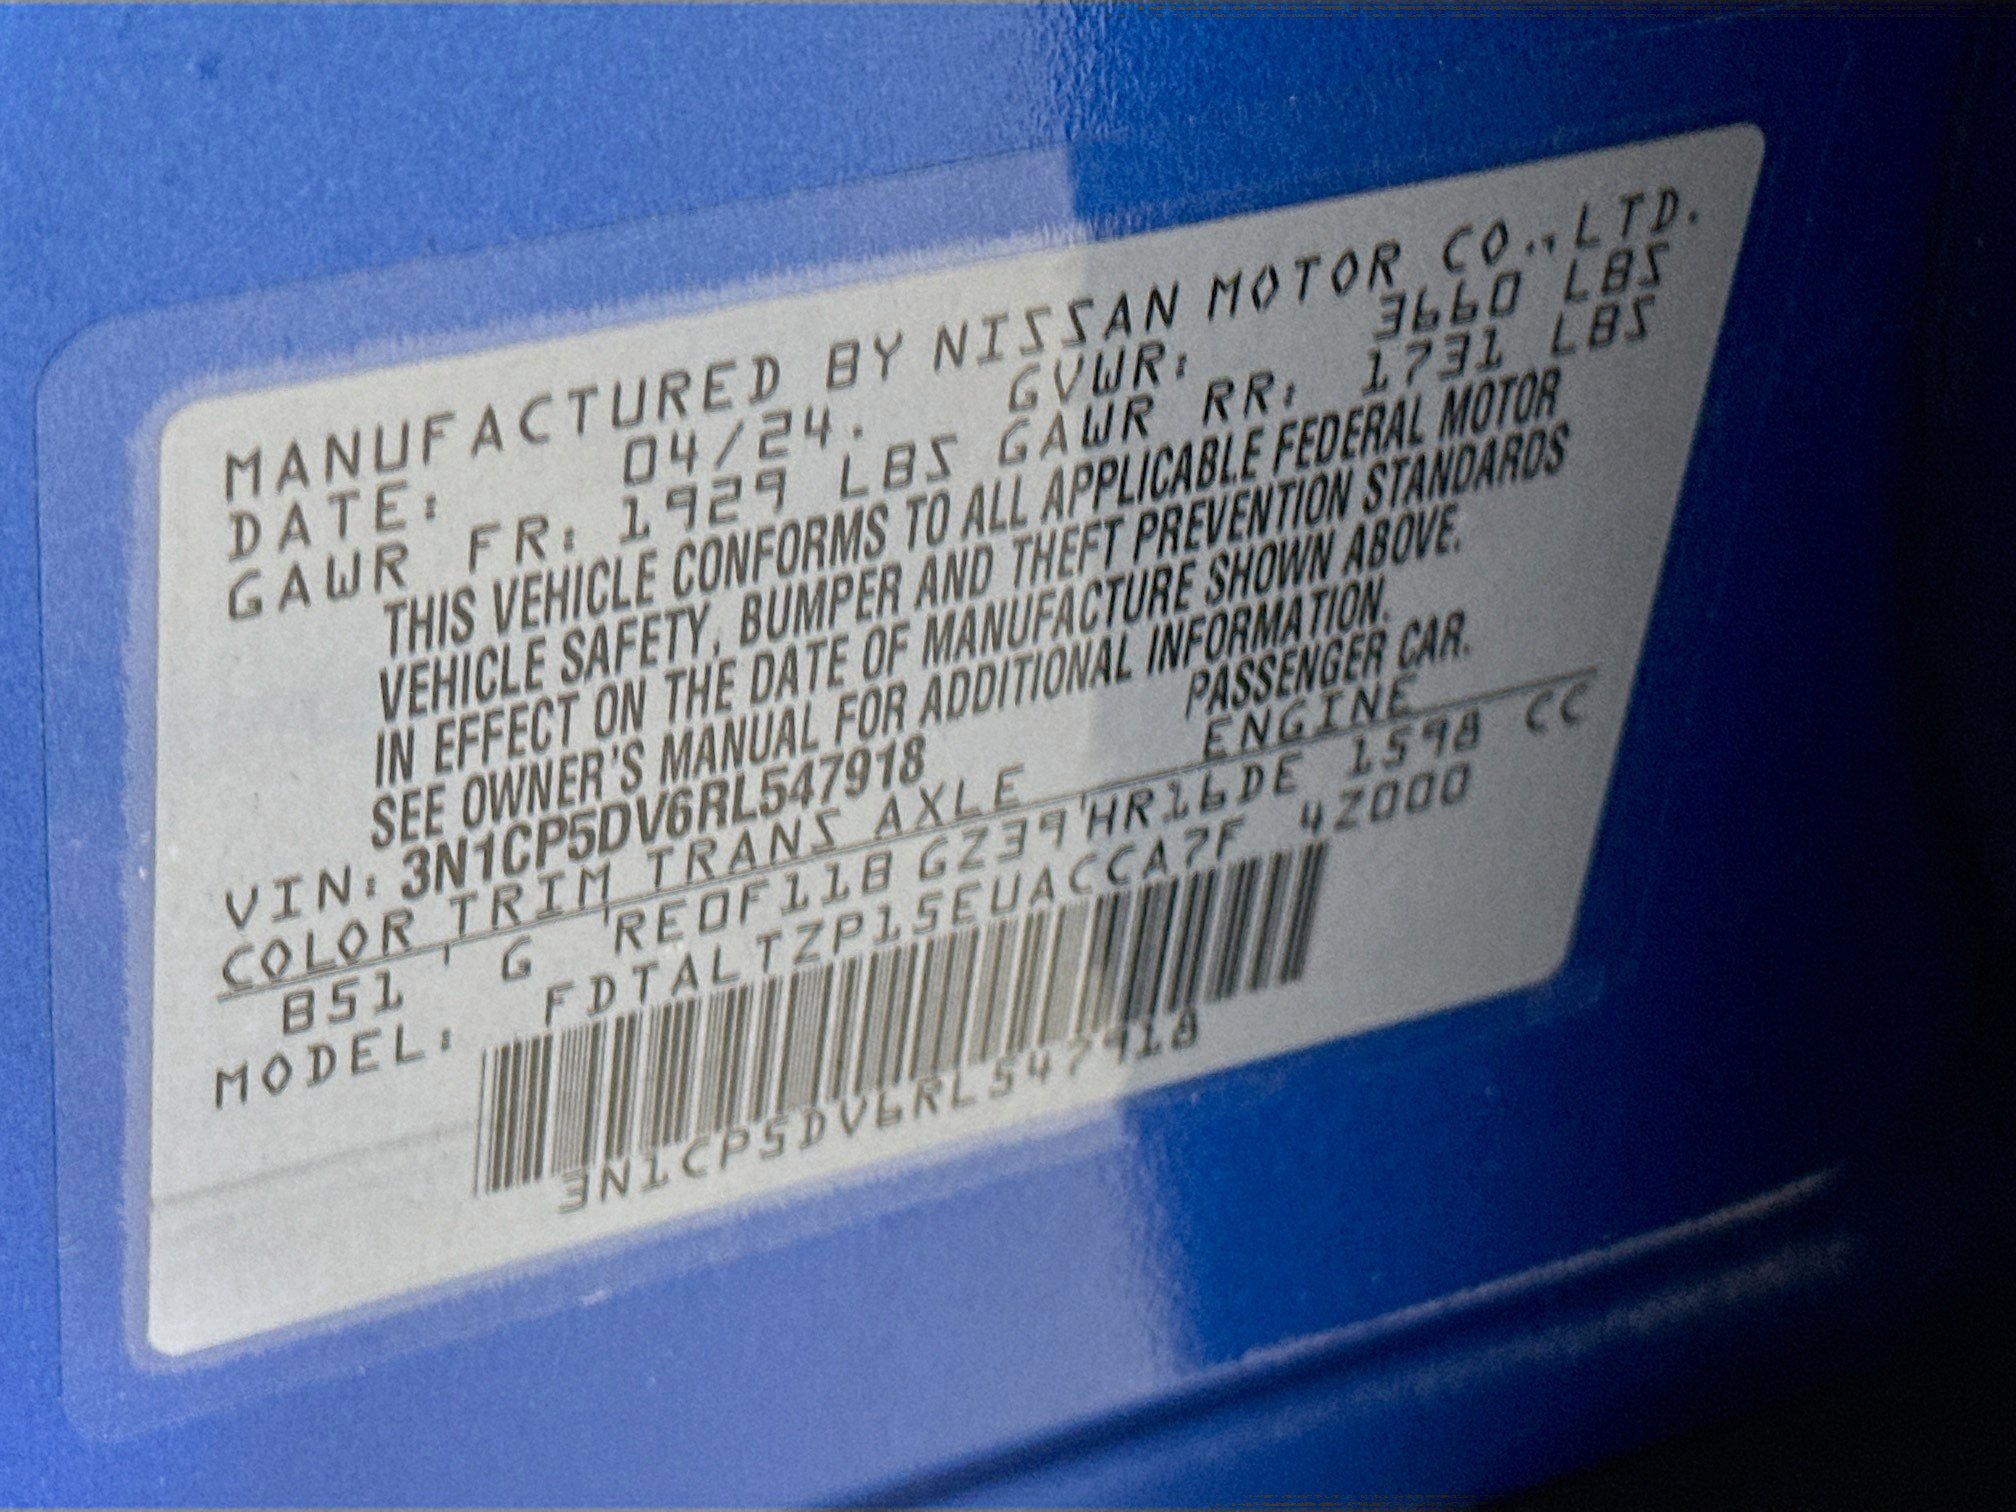 MANUFACTURED BY NISSAN MOTOR CO.,LTD.
DATE: 04/24. GVWR: 3660 LBS
GAWR FR: 1929 LBS GAWR RR: 1731 LBS
THIS VEHICLE CONFORMS TO ALL APPLICABLE FEDERAL MOTOR
VEHICLE SAFETY, BUMPER AND THEFT PREVENTION STANDARDS
IN EFFECT ON THE DATE OF MANUFACTURE SHOWN ABOVE.
SEE OWNER'S MANUAL FOR ADDITIONAL INFORMATION.
VIN: 3N1CP5DV6RL547918 PASSENGER CAR.
COLOR TRIM TRANS AXLE ENGINE
B51 G RE0F11B GZ39 HR16DE 1598 CC
MODEL: FDTALTZP15EUACCA7F 4Z000
3N1CP5DV6RL547918